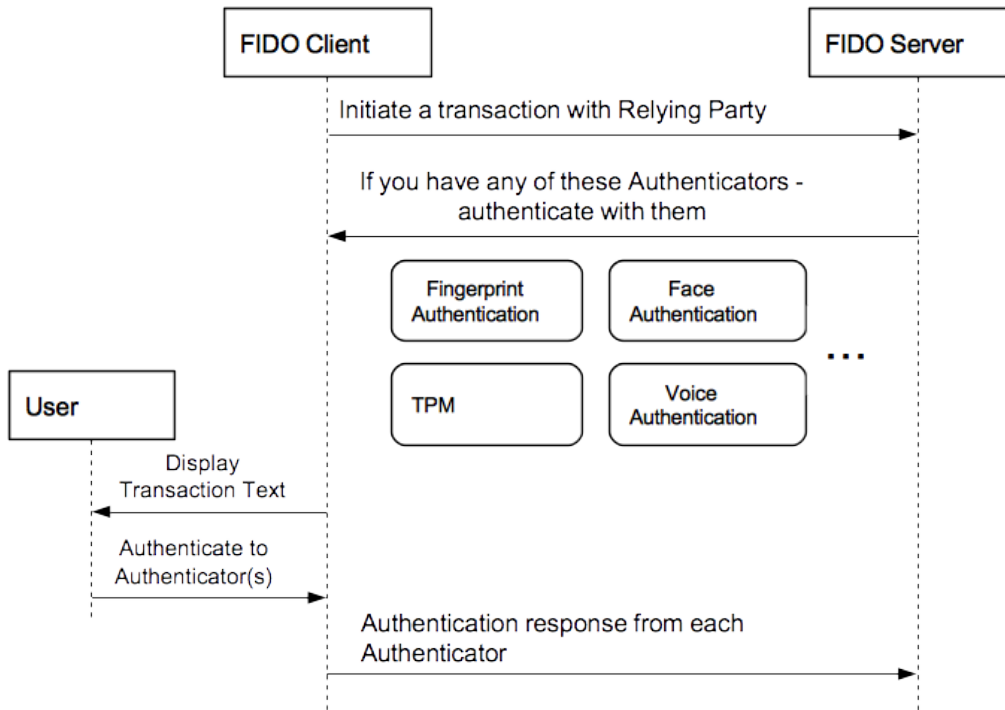 FIDO Client
FIDO Server
Initiate a transaction with Relying Party
If you have any of these Authenticators -
authenticate with them
Fingerprint
Authentication
Face
Authentication
...
TPM
Voice
Authentication
User
Display
Transaction Text
Authenticate to
Authenticator(s)
Authentication response from each
Authenticator